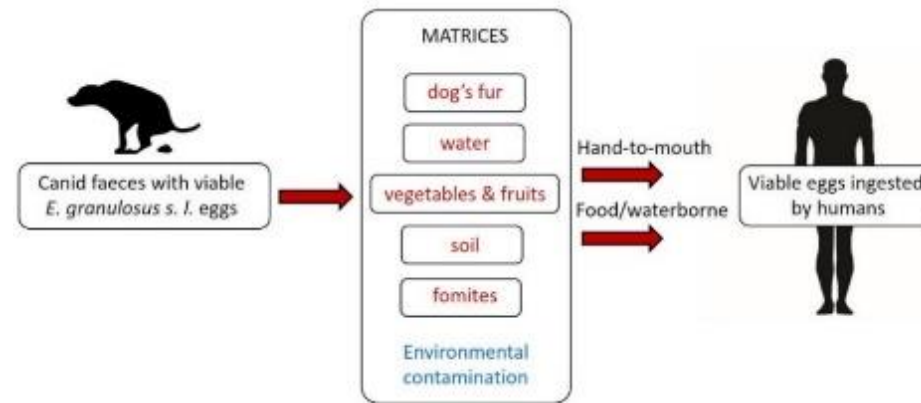 MATRICES
dog's fur
water
vegetables & fruits
soil
fomites
Environmental
contamination
Canid faeces with viable
E. granulosus s. l. eggs
Hand-to-mouth
Food/waterborne
Viable eggs ingested
by humans